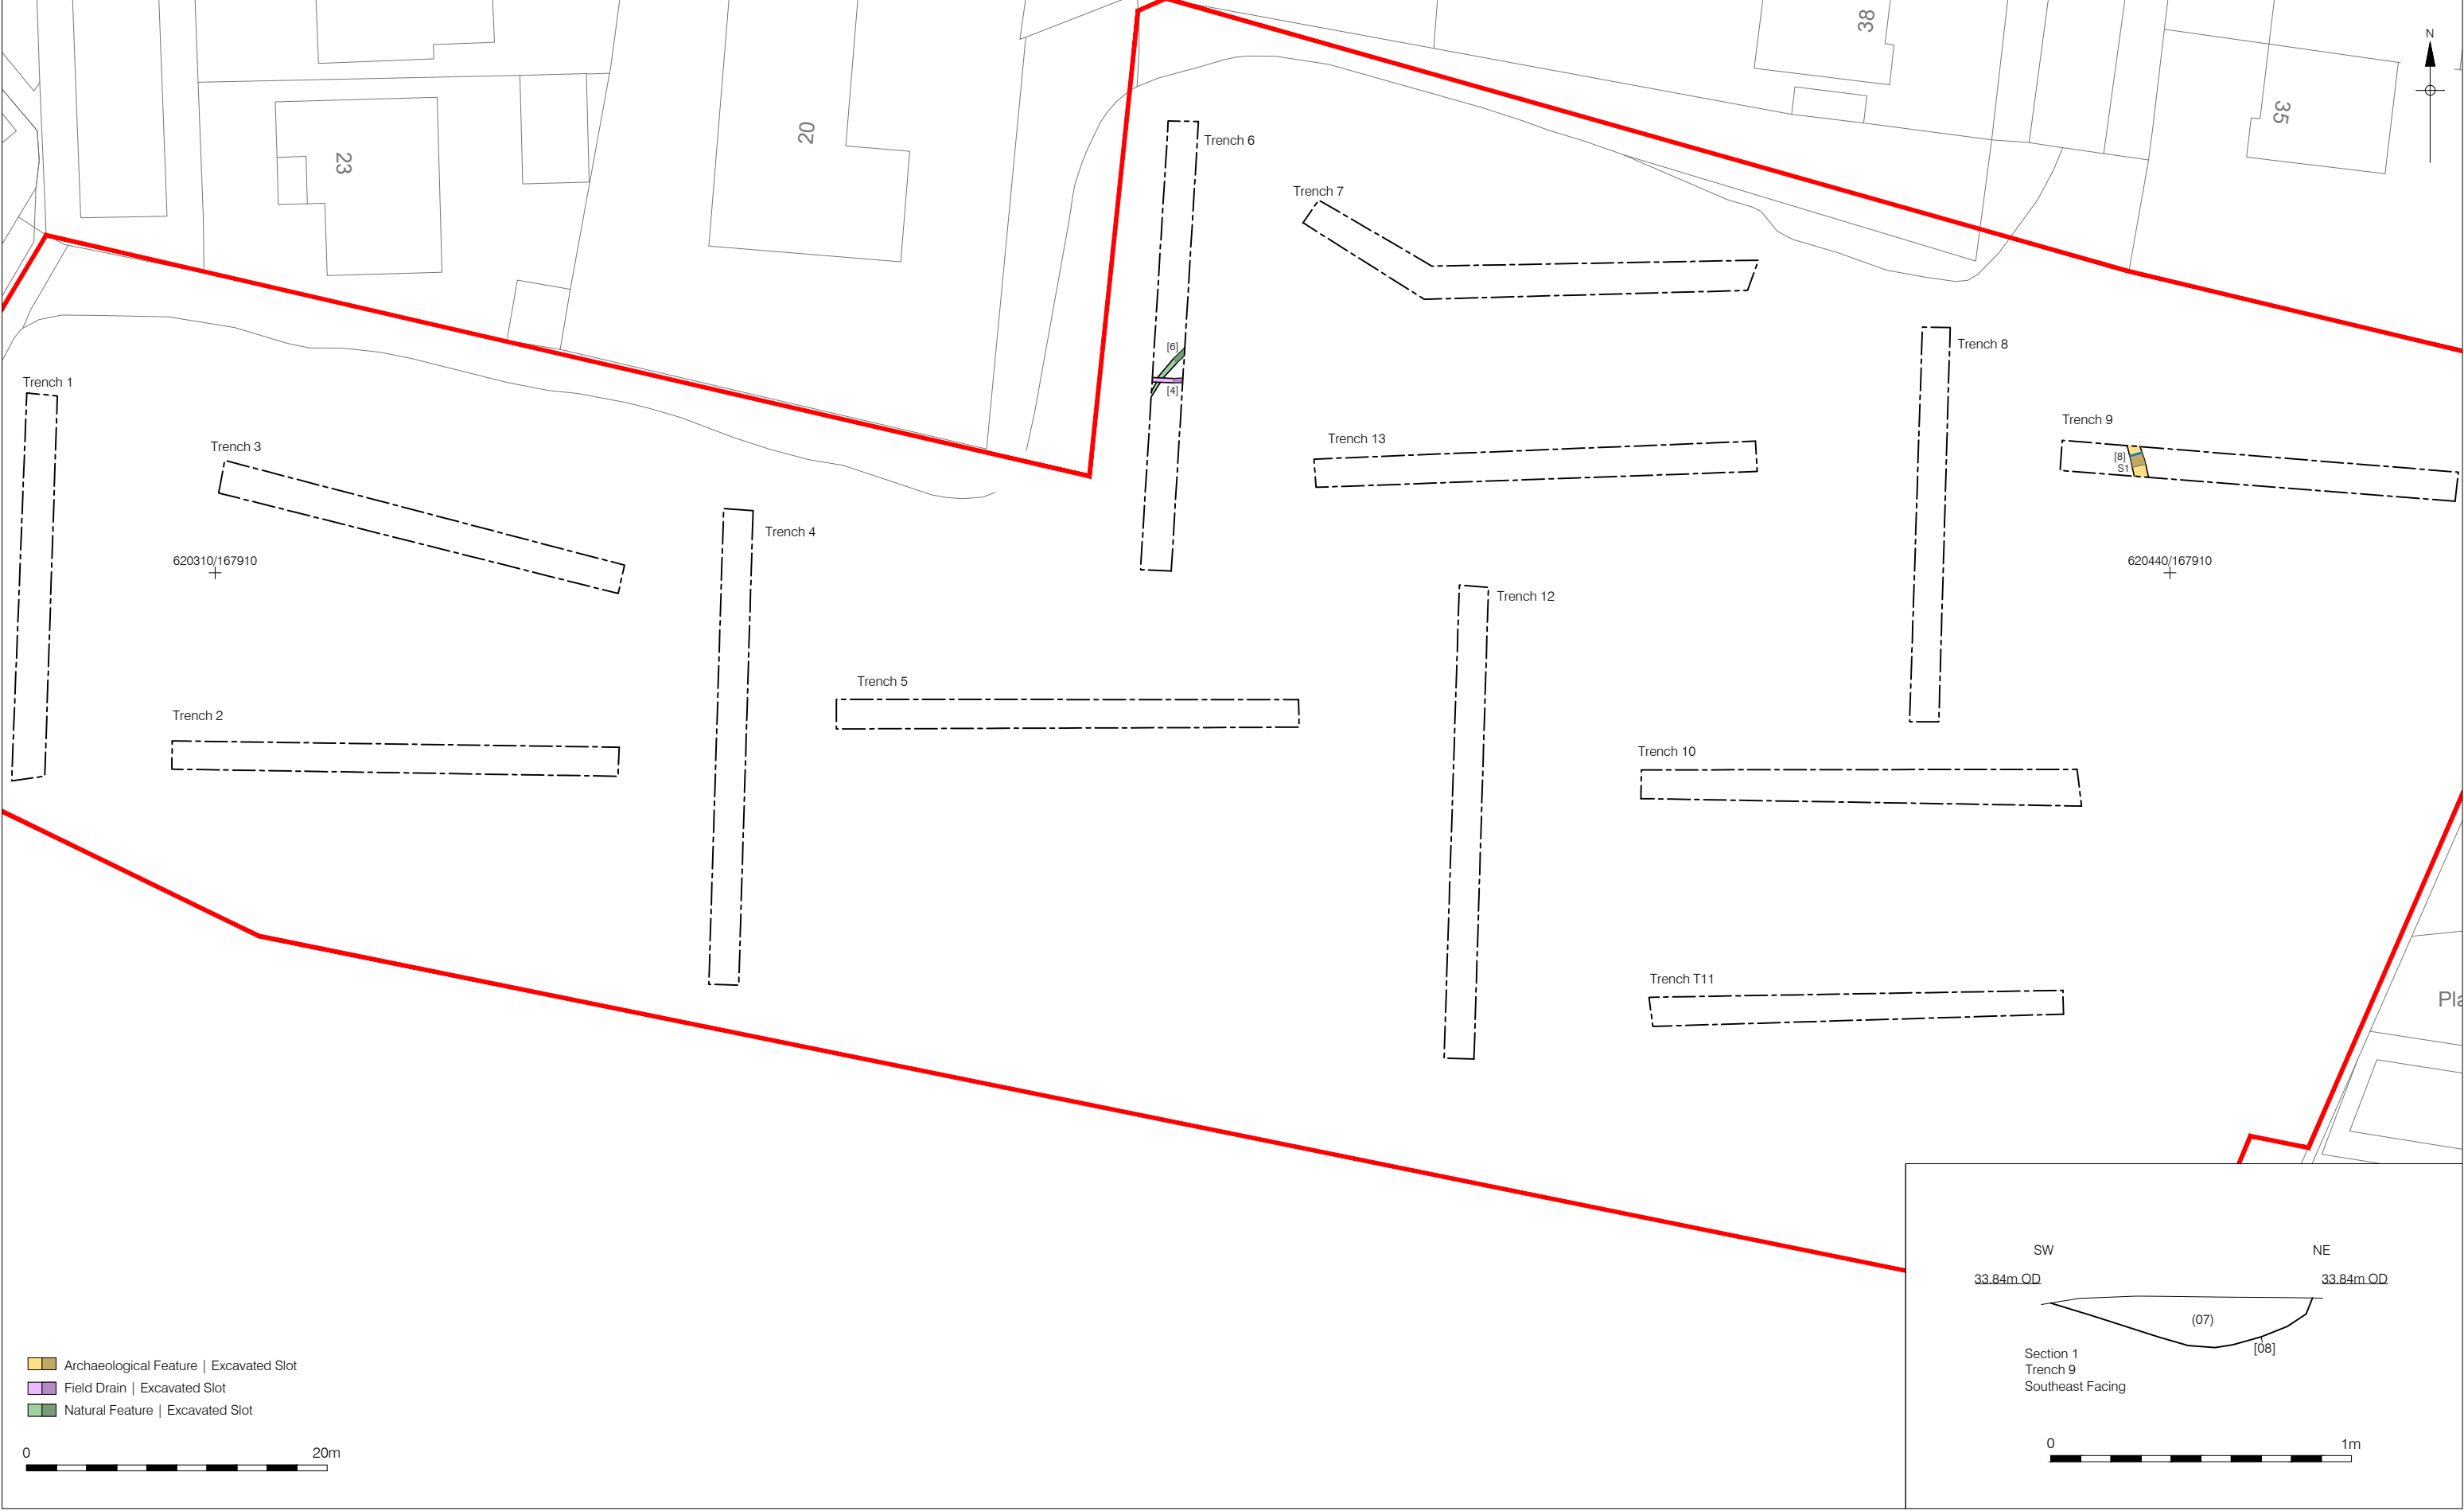 38
N
35
20
23
Trench 6
Trench 7
[6]
[4]
Trench 8
Trench 1
Trench 3
Trench 13
Trench 9
[8]
S1
Trench 4
620310/167910
620440/167910
Trench 12
Trench 5
Trench 2
Trench 10
Trench T11
Pla
SW
NE
33.84m OD
33.84m OD
(07)
[08]
Section 1
Trench 9
Southeast Facing
0
1m
Archaeological Feature | Excavated Slot
Field Drain | Excavated Slot
Natural Feature | Excavated Slot
0
20m